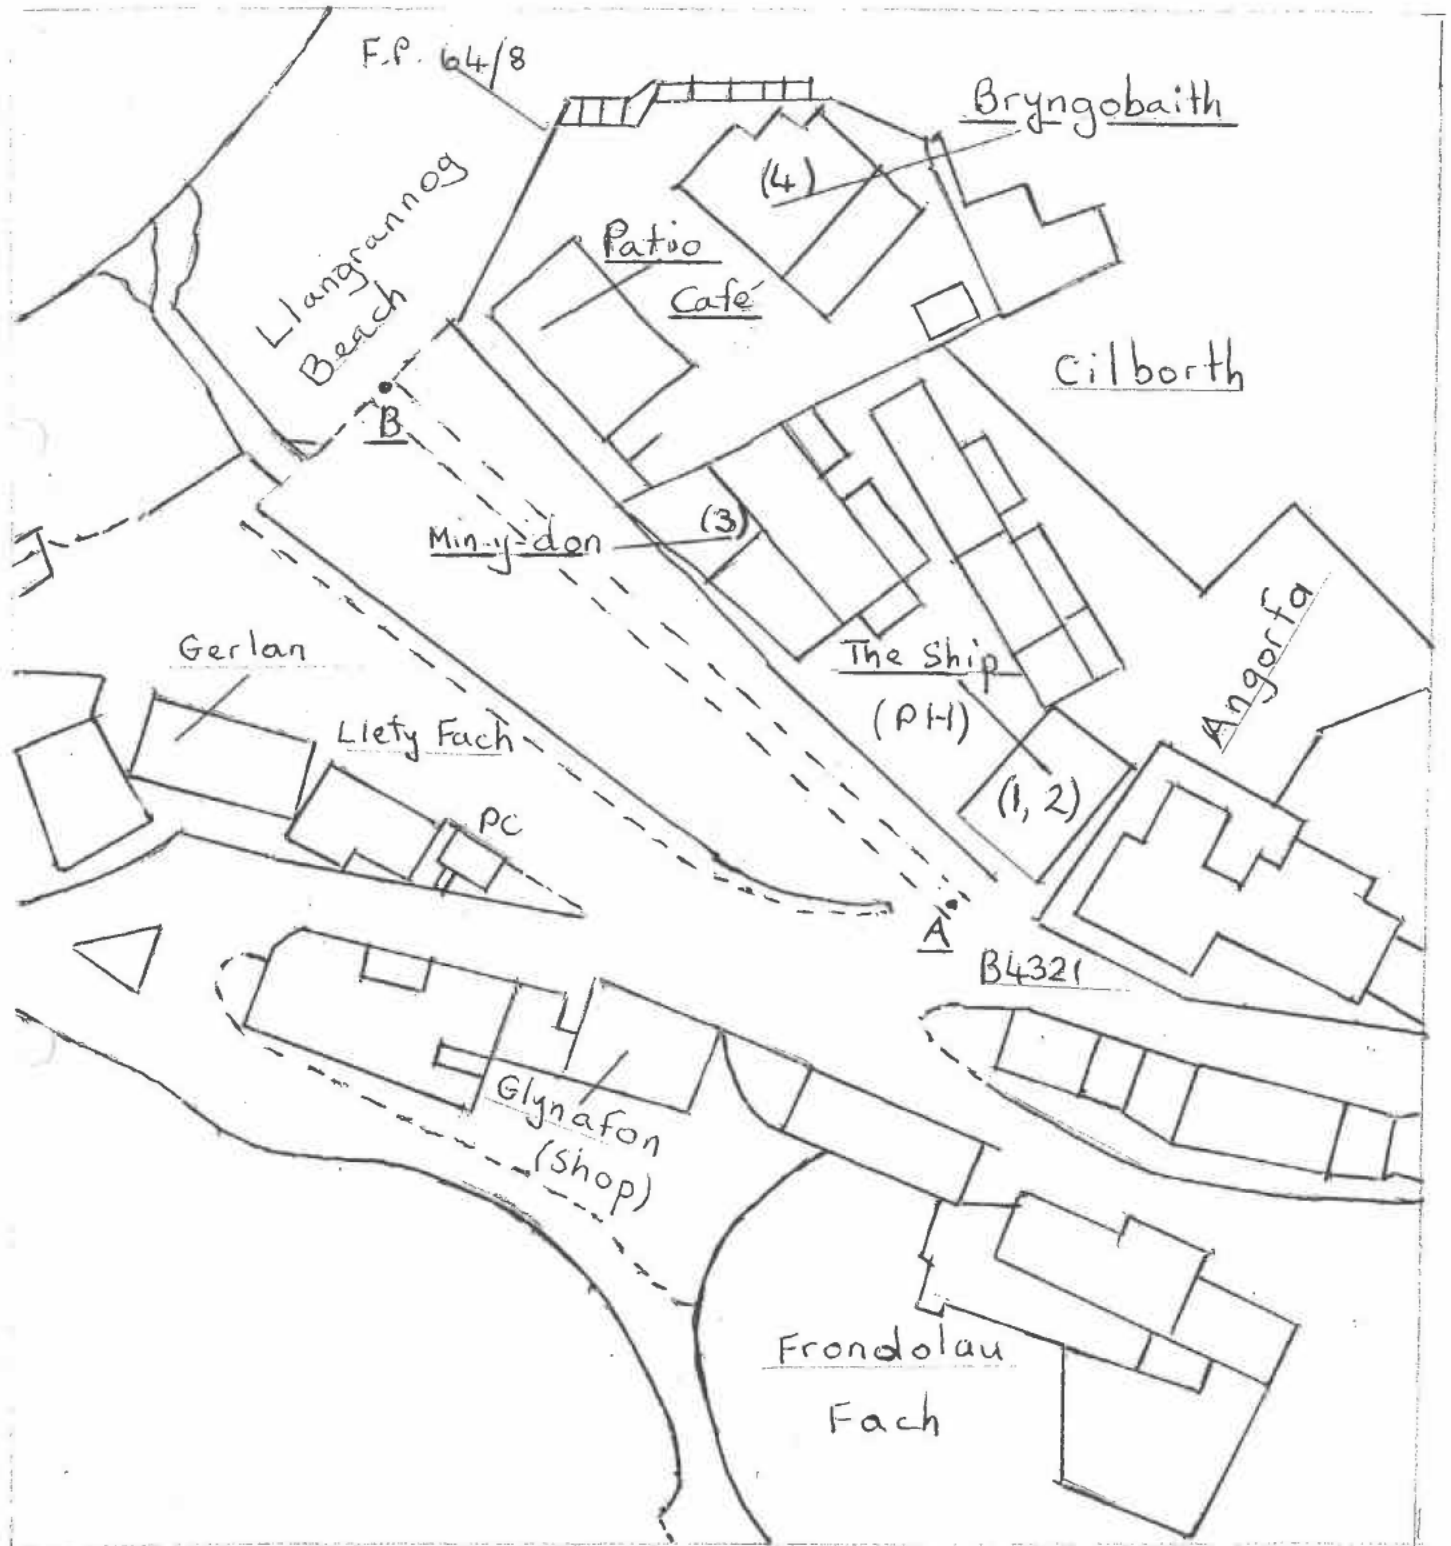 F.P. 64/8
Bryngobaith
(4)
Llangrannog
Beach
Patio
Café
Cilborth
B
(3)
Min-y-don
Angorfa
Gerlan
The Ship
(PH)
Llety Fach
(1, 2)
PC
A
B4321
Glynafon
(Shop)
Frondolau
Fach